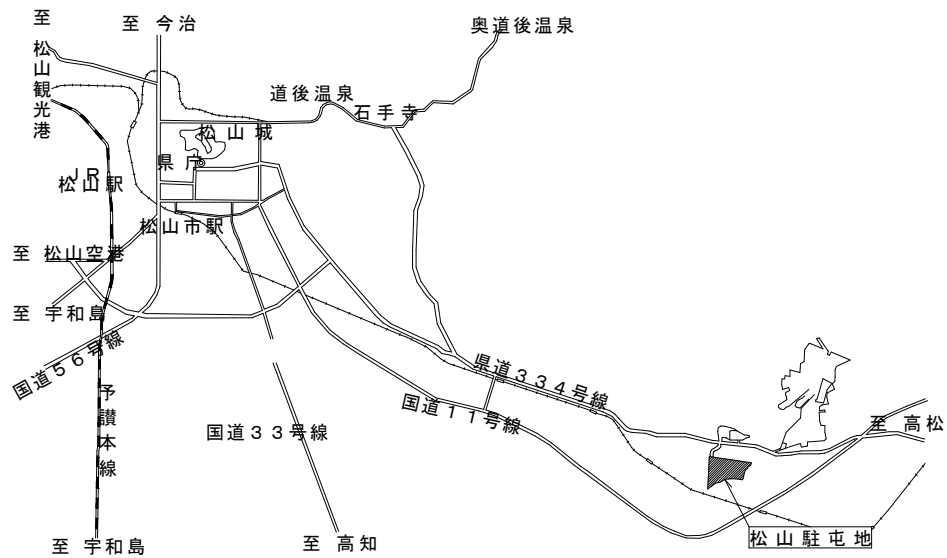 至 松山観光港
至 今治
奥道後温泉
道後温泉
石手寺
松山城
県庁
JR
松山駅
松山市駅
至 松山空港
至 宇和島
国道56号線
予讃本線
国道33号線
県道334号線
国道11号線
至 高松
松山駐屯地
至 宇和島
至 高知